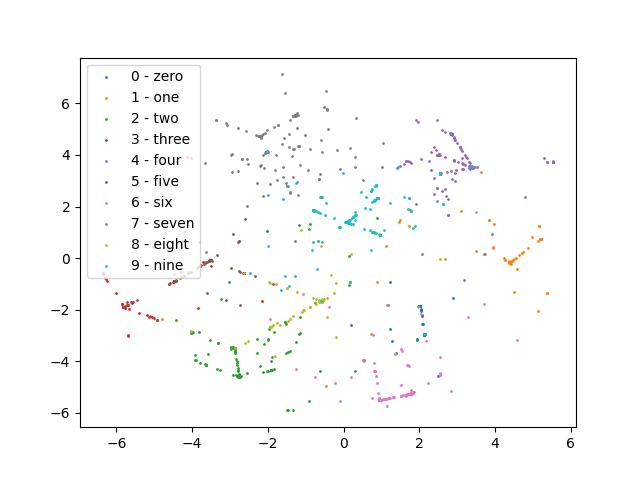 0 - zero
1 - one
2 - two
3 - three
4 - four
5 - five
6 - six
7 - seven
8 - eight
9 - nine
6
4
2
0
−2
−4
−6
−6 −4 −2 0 2 4 6